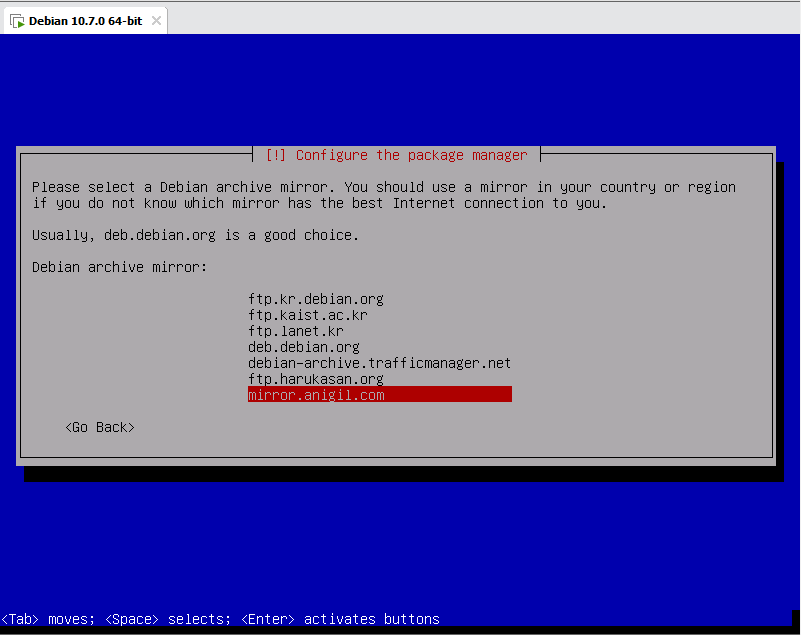 Debian 10.7.0 64-bit
[!] Configure the package manager
Please select a Debian archive mirror. You should use a mirror in your country or region
if you do not know which mirror has the best Internet connection to you.
Usually, deb.debian.org is a good choice.
Debian archive mirror:
ftp.kr.debian.org
ftp.kaist.ac.kr
ftp.lanet.kr
deb.debian.org
debian-archive.trafficmanager.net
ftp.harukasan.org
mirror.anigil.com
<Go Back>
<Tab> moves; <Space> selects; <Enter> activates buttons